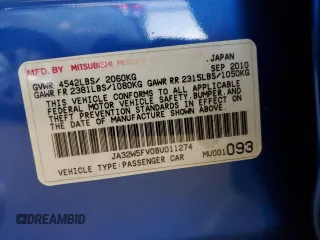 MFD. BY MITSUBISHI MOTORS JAPAN
GVWR 4542LBS/ 2060KG SEP 2010
GAWR FR 2381LBS/1080KG GAWR RR 2315LBS/1050KG
THIS VEHICLE CONFORMS TO ALL APPLICABLE
FEDERAL MOTOR VEHICLE SAFETY, BUMPER, AND
THEFT PREVENTION STANDARDS IN EFFECT ON
THE DATE OF MANUFACTURE SHOWN ABOVE.
JA32W5FV0BU011274
MU001093
VEHICLE TYPE:PASSENGER CAR
DREAMBID